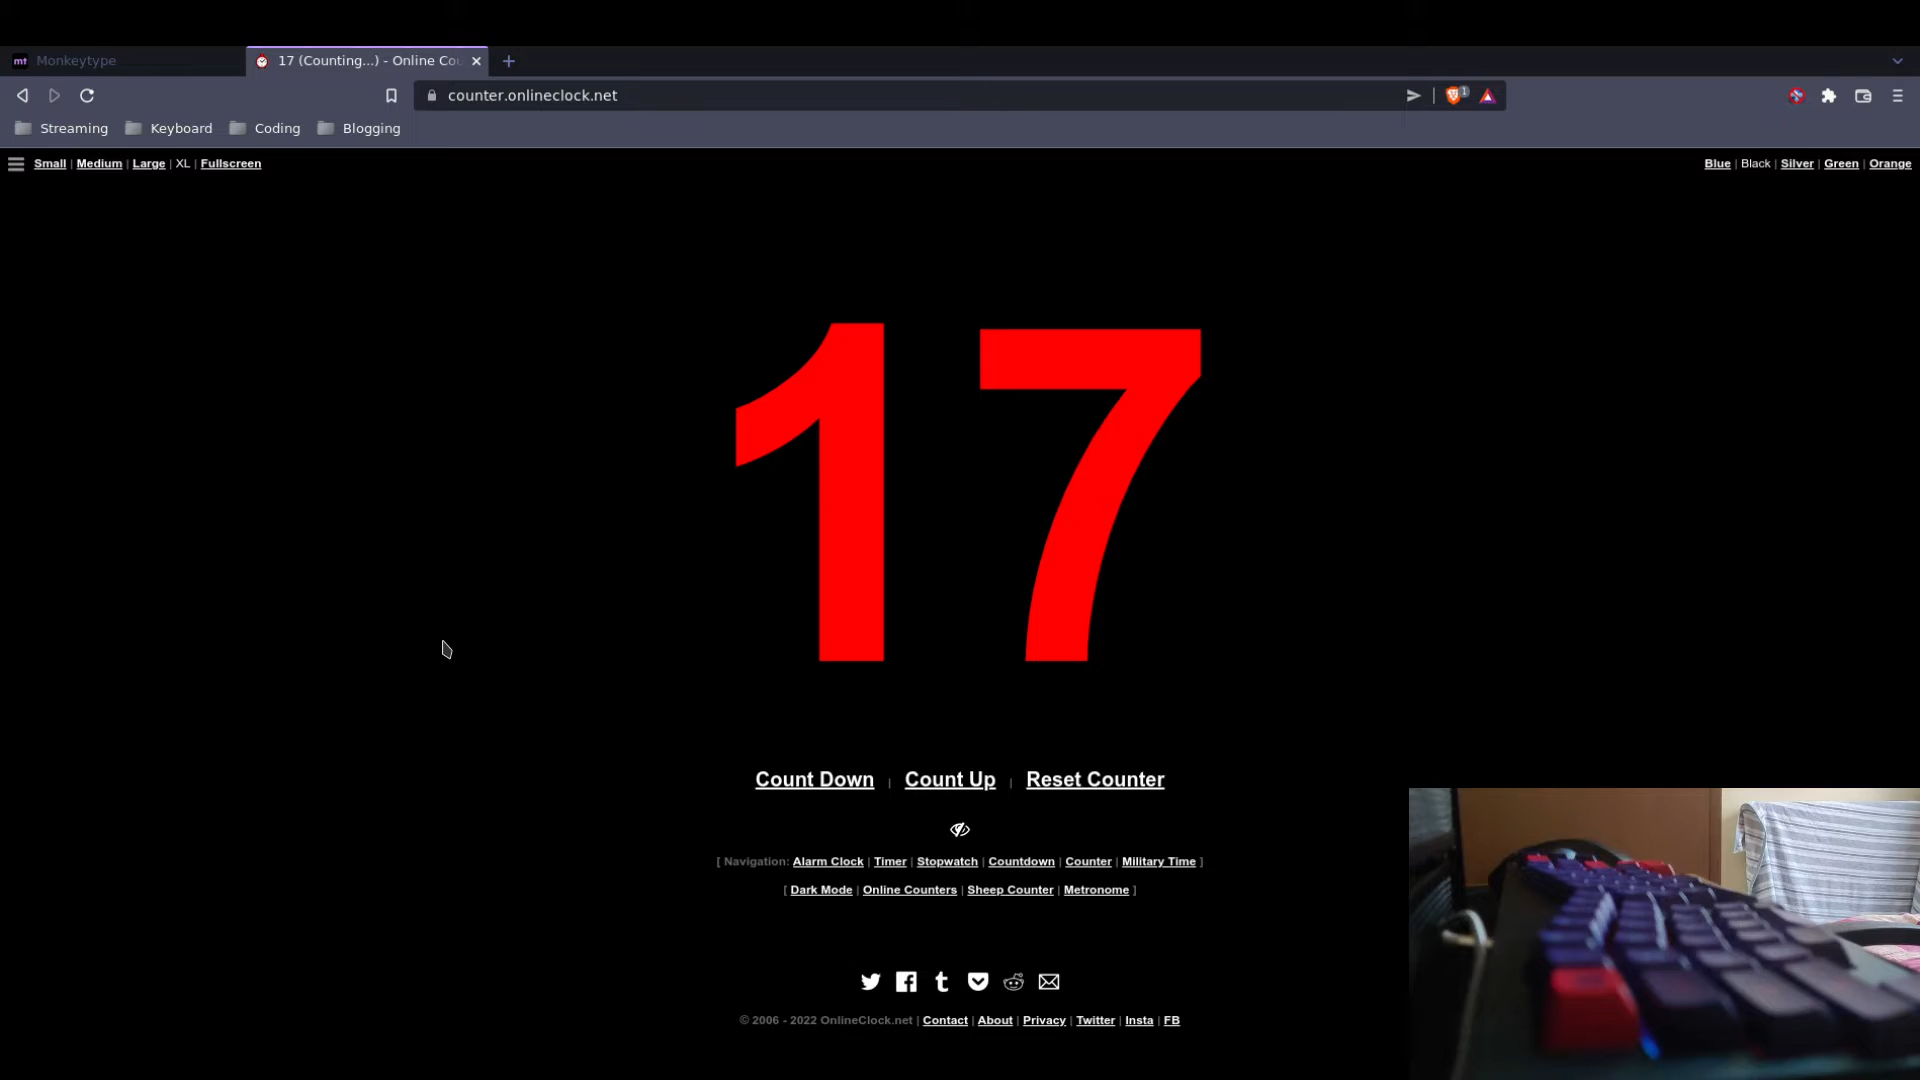 mt Monkeytype
17 (Counting...) - Online Cou
counter.onlineclock.net
1
Streaming Keyboard Coding Blogging
Small | Medium | Large | XL | Fullscreen
Blue | Black | Silver | Green | Orange
17
Count Down | Count Up | Reset Counter
[ Navigation: Alarm Clock | Timer | Stopwatch | Countdown | Counter | Military Time ]
[ Dark Mode | Online Counters | Sheep Counter | Metronome ]
© 2006 - 2022 OnlineClock.net | Contact | About | Privacy | Twitter | Insta | FB